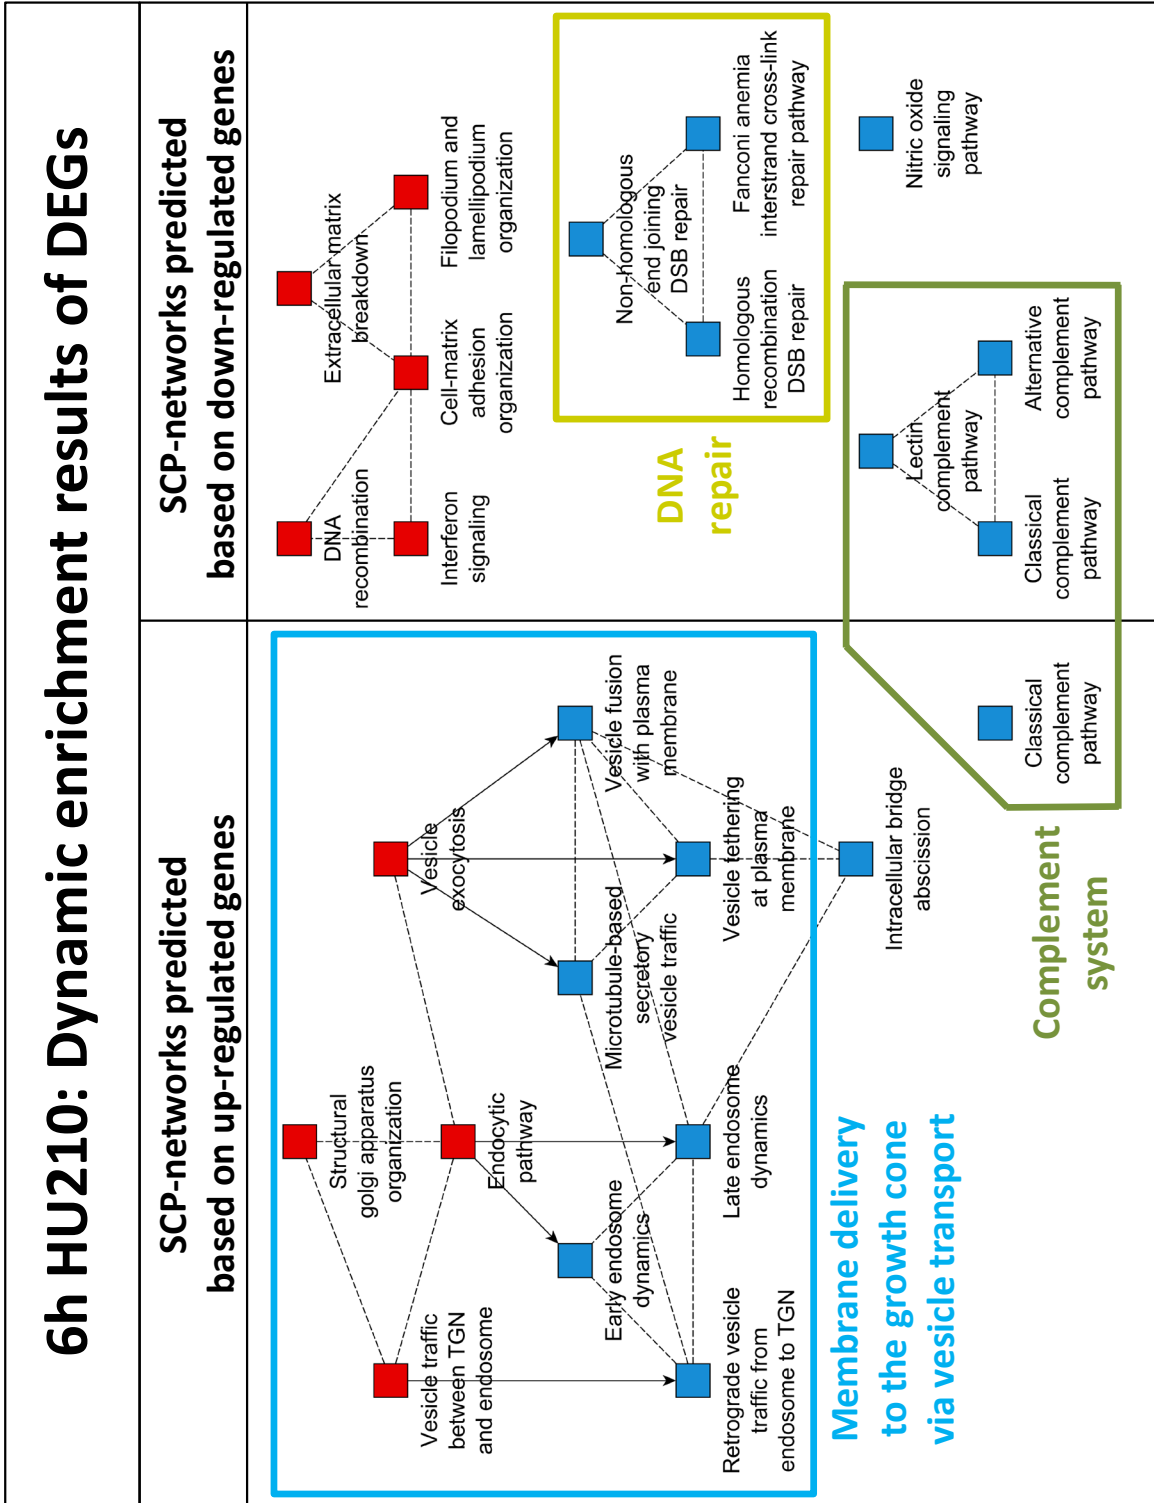 6h HU210: Dynamic enrichment results of DEGs
SCP-networks predicted
based on up-regulated genes
SCP-networks predicted
based on down-regulated genes
Structural
golgi apparatus
organization
Vesicle traffic
between TGN
and endosome
Endocytic
pathway
Vesicle
exocytosis
Early endosome
dynamics
Microtubule-based
secretory
vesicle traffic
Vesicle fusion
with plasma
membrane
Retrograde vesicle
traffic from
endosome to TGN
Late endosome
dynamics
Vesicle tethering
at plasma
membrane
Intracellular bridge
abscission
Membrane delivery
to the growth cone
via vesicle transport
Classical
complement
pathway
Complement
system
DNA
recombination
Extracellular matrix
breakdown
Interferon
signaling
Cell-matrix
adhesion
organization
Filopodium and
lamellipodium
organization
DNA
repair
Non-homologous
end joining
DSB repair
Homologous
recombination
DSB repair
Fanconi anemia
interstrand cross-link
repair pathway
Lectin
complement
pathway
Nitric oxide
signaling
pathway
Classical
complement
pathway
Alternative
complement
pathway